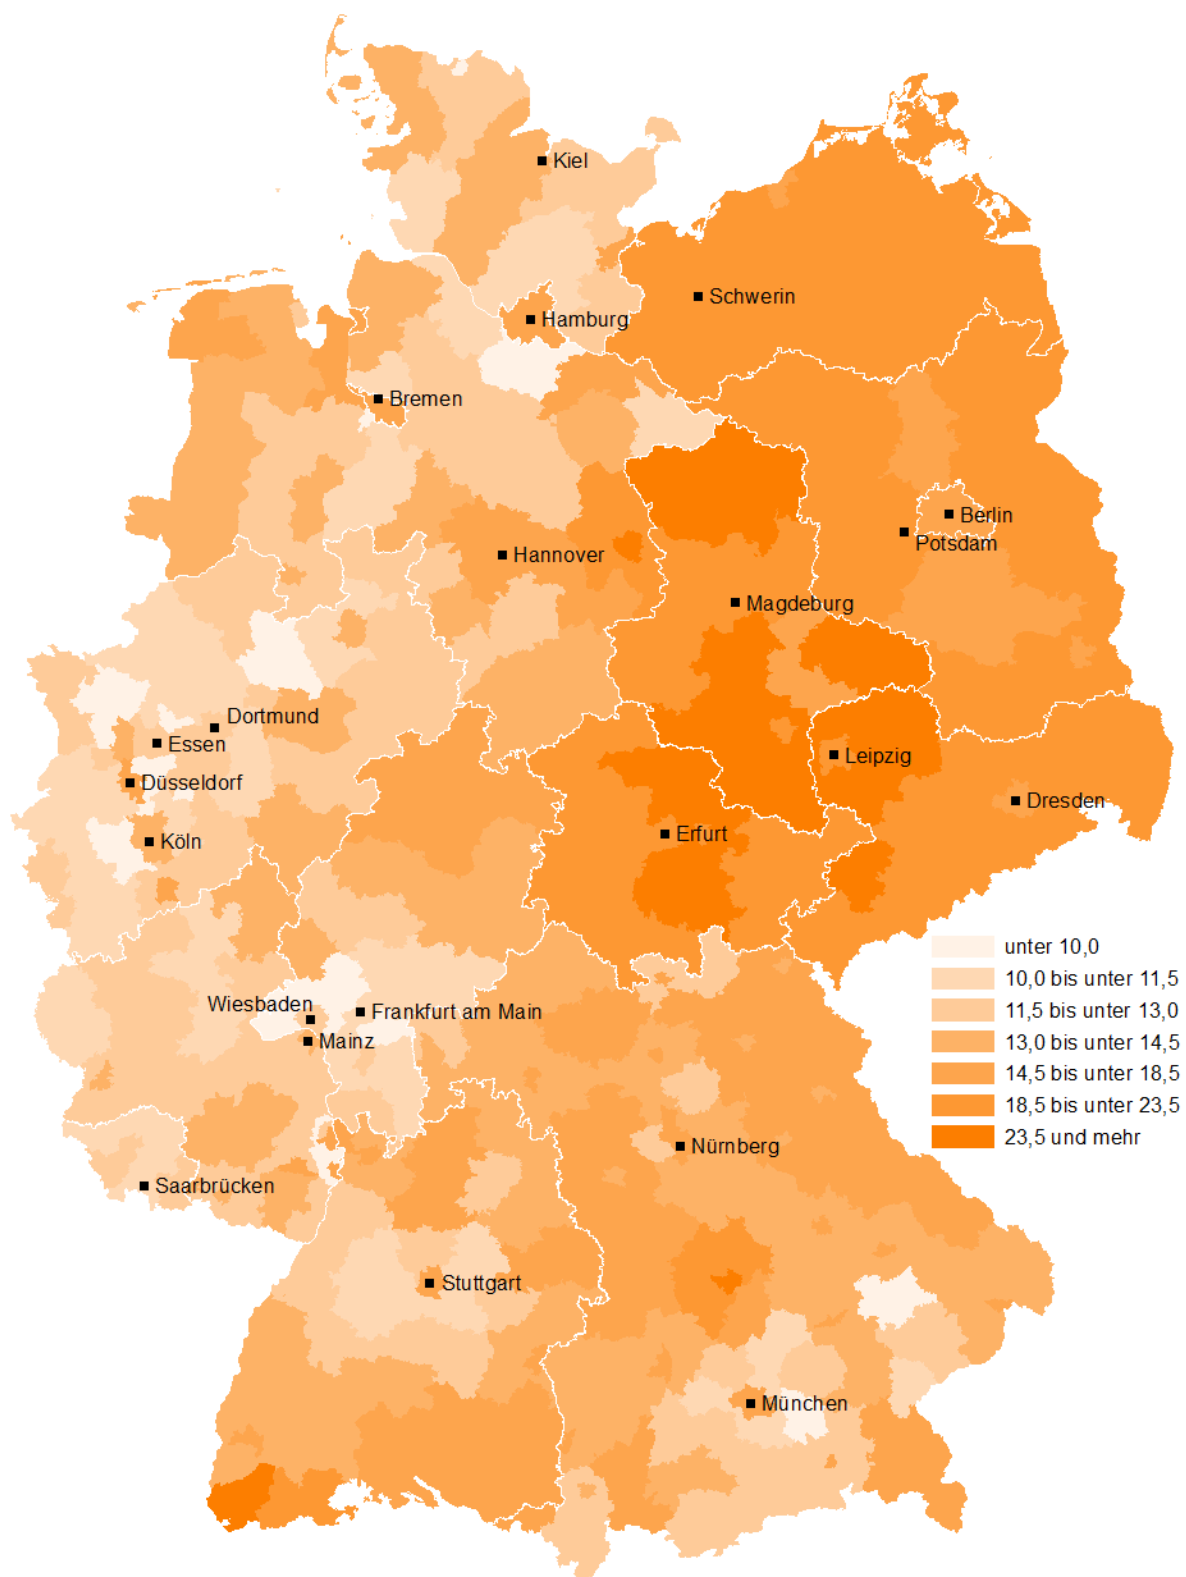 Kiel
Schwerin
Hamburg
Bremen
Berlin
Potsdam
Hannover
Magdeburg
Dortmund
Essen
Leipzig
Düsseldorf
Dresden
Köln
Erfurt
unter 10,0
10,0 bis unter 11,5
11,5 bis unter 13,0
13,0 bis unter 14,5
14,5 bis unter 18,5
18,5 bis unter 23,5
23,5 und mehr
Wiesbaden
Frankfurt am Main
Mainz
Nürnberg
Saarbrücken
Stuttgart
München